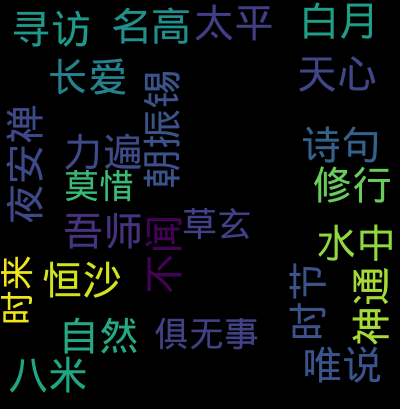 寻访
名高
太平
白月
长爱
天心
朝振锡
夜安禅
力遍
诗句
莫惜
修行
吾师
草玄
不闻
水中
时来
恒沙
时节
神通
自然
俱无事
八米
唯说